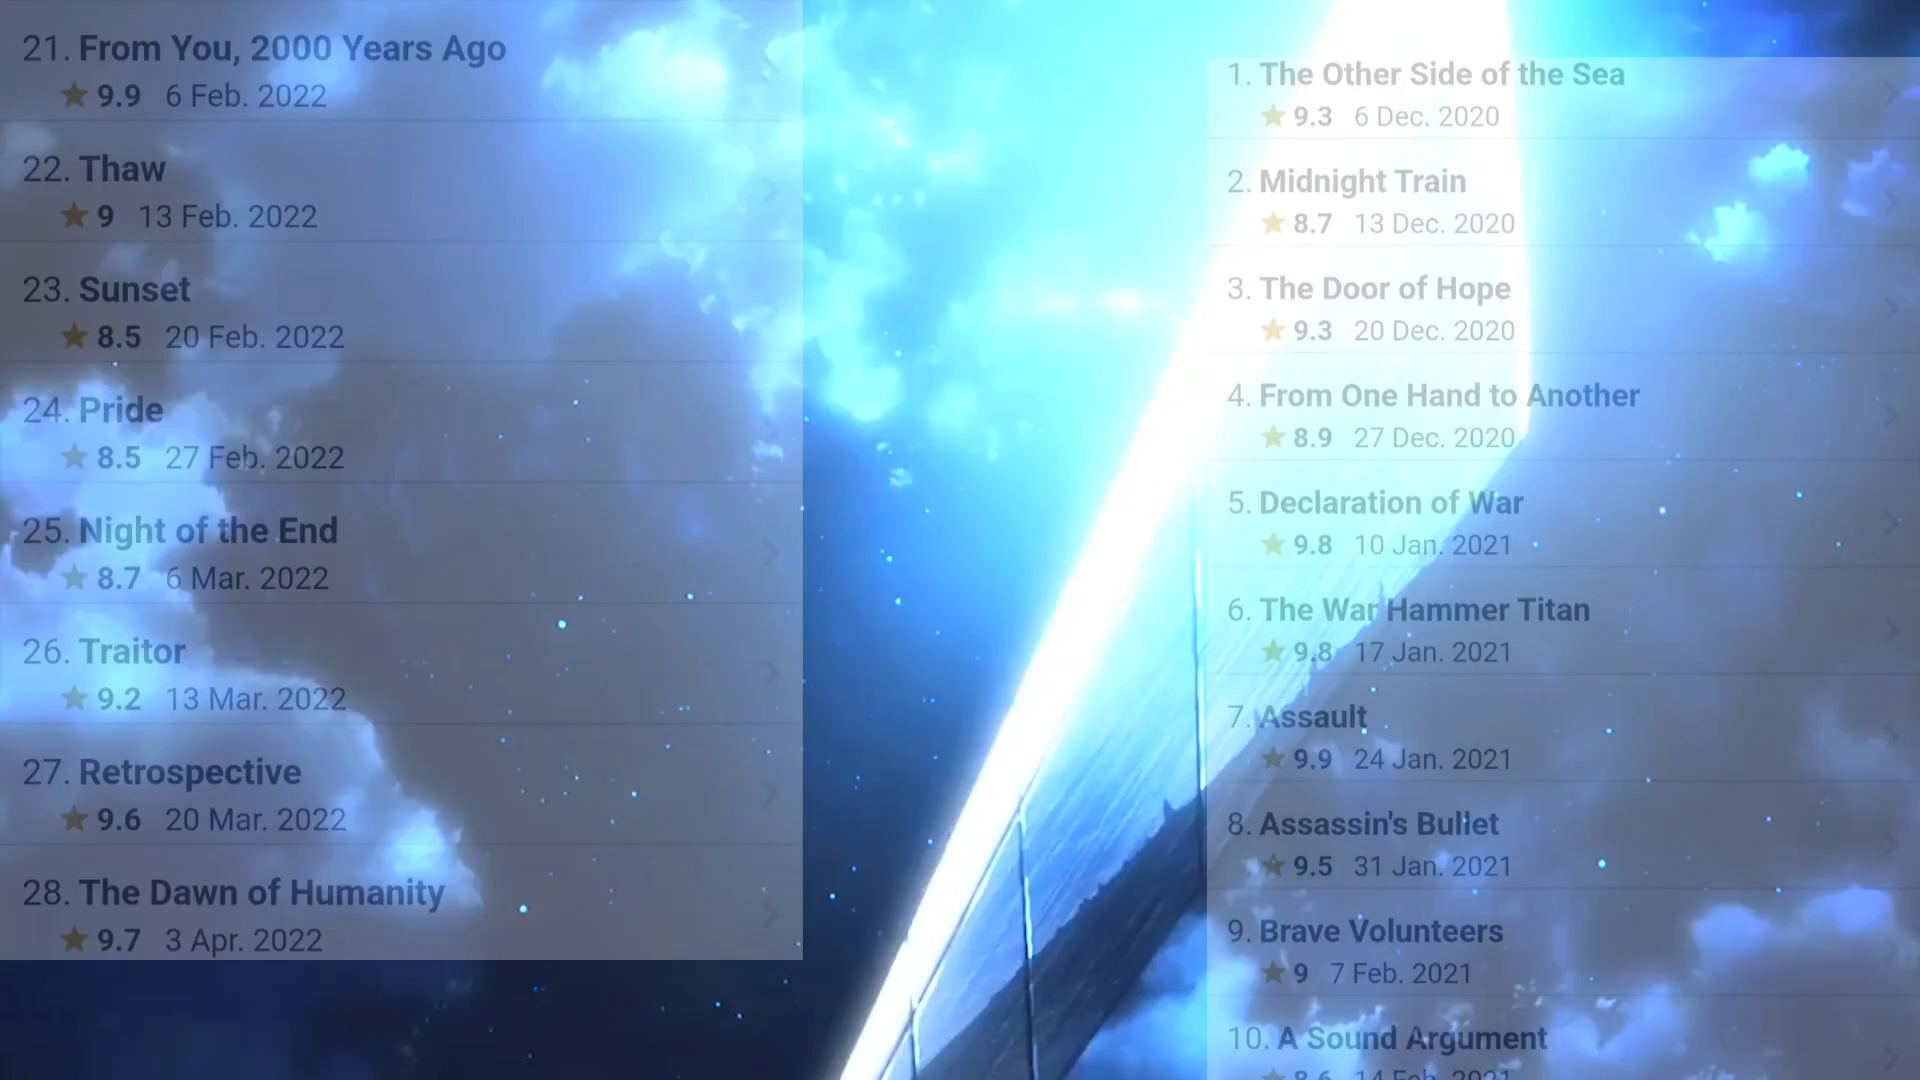 21. From You, 2000 Years Ago
9.9 6 Feb. 2022
22. Thaw
9 13 Feb. 2022
23. Sunset
8.5 20 Feb. 2022
24. Pride
8.5 27 Feb. 2022
25. Night of the End
8.7 6 Mar. 2022
26. Traitor
9.2 13 Mar. 2022
27. Retrospective
9.6 20 Mar. 2022
28. The Dawn of Humanity
9.7 3 Apr. 2022
1. The Other Side of the Sea
9.3 6 Dec. 2020
2. Midnight Train
8.7 13 Dec. 2020
3. The Door of Hope
9.3 20 Dec. 2020
4. From One Hand to Another
8.9 27 Dec. 2020
5. Declaration of War
9.8 10 Jan. 2021
6. The War Hammer Titan
9.8 17 Jan. 2021
7. Assault
9.9 24 Jan. 2021
8. Assassin's Bullet
9.5 31 Jan. 2021
9. Brave Volunteers
9 7 Feb. 2021
10. A Sound Argument
8.6 14 Feb. 2021